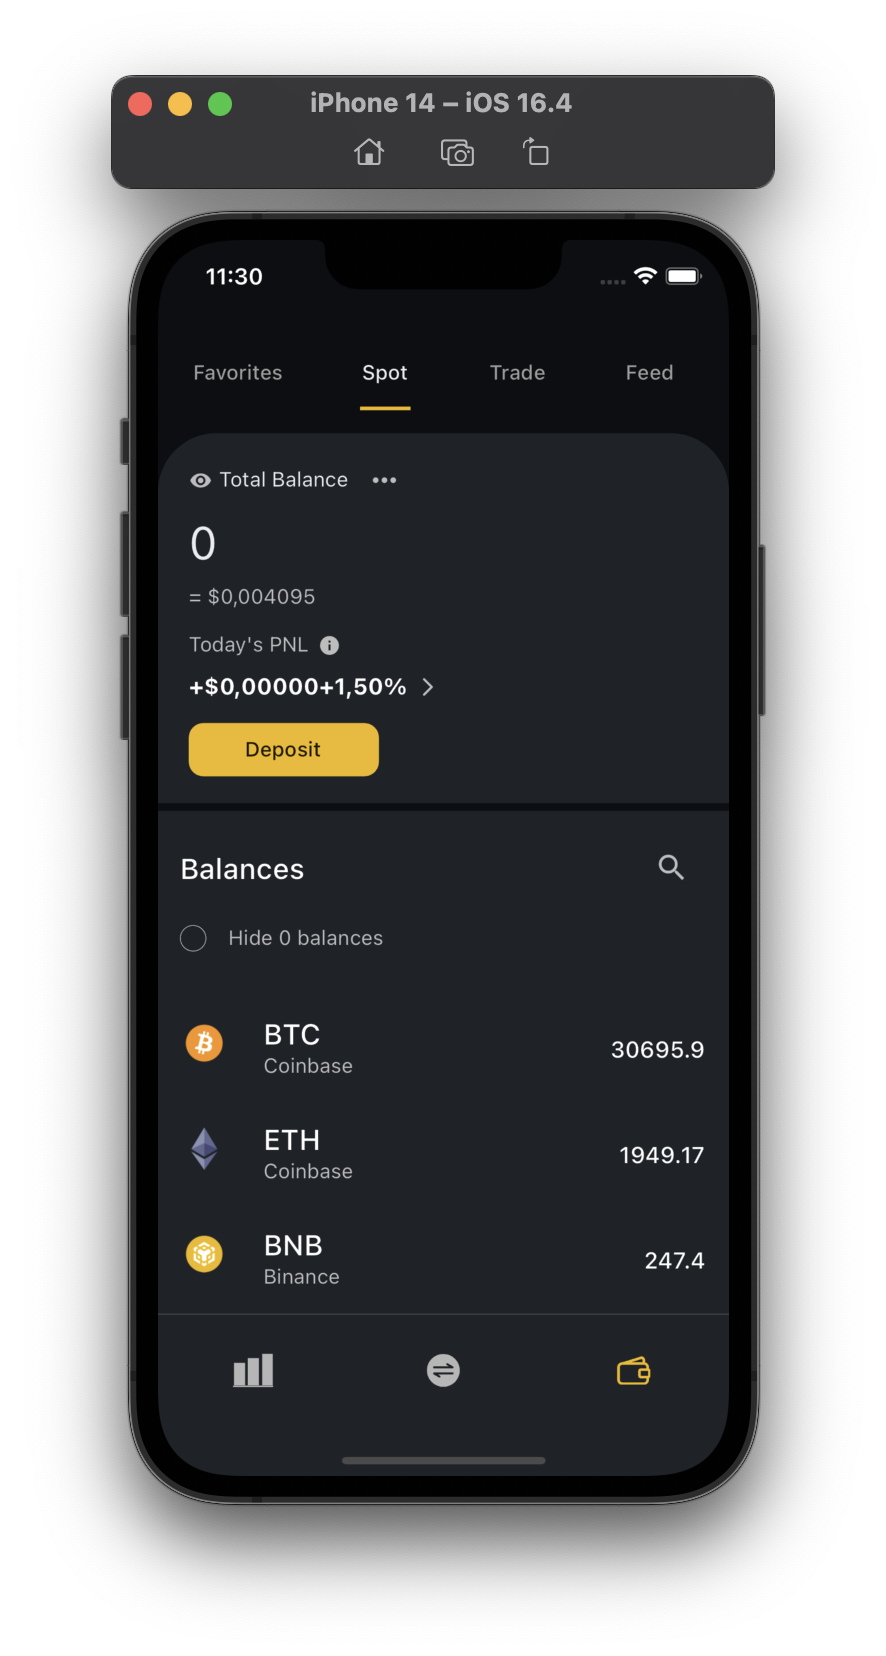 iPhone 14 – iOS 16.4
11:30
Favorites Spot Trade Feed
Total Balance •••
0
= $0,004095
Today's PNL
+$0,00000+1,50%
Deposit
Balances
Hide 0 balances
BTC
Coinbase
30695.9
ETH
Coinbase
1949.17
BNB
Binance
247.4